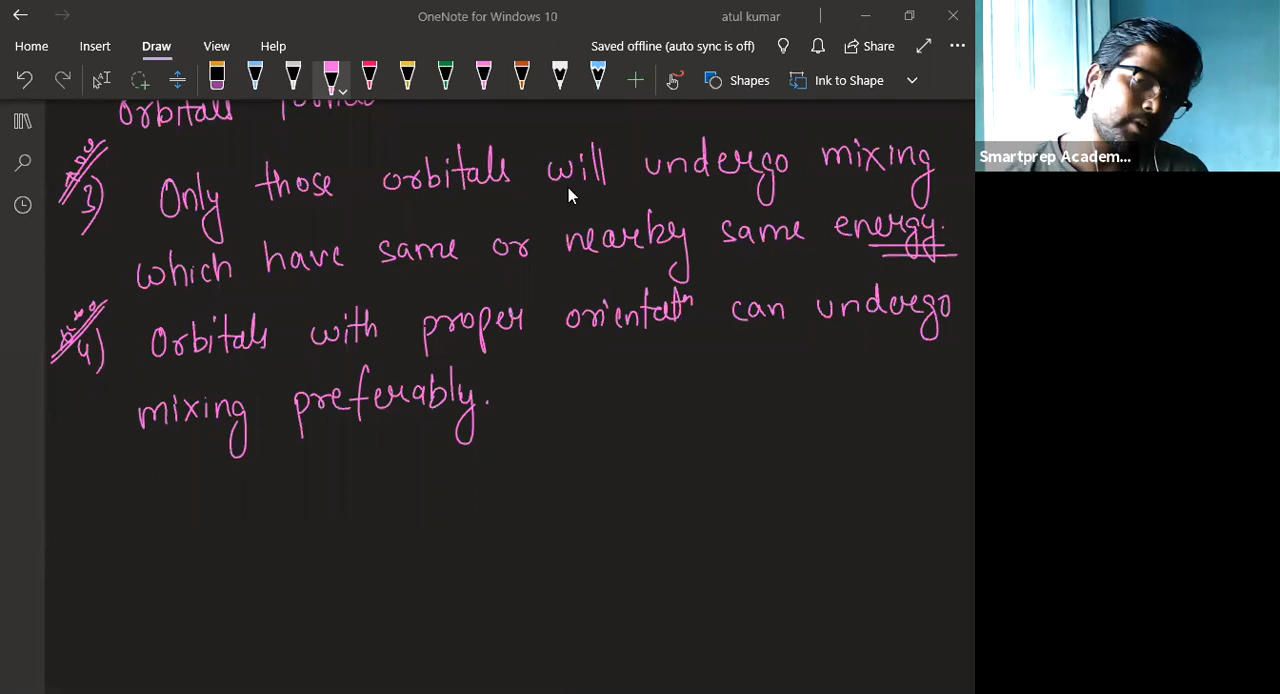 OneNote for Windows 10
atul kumar
Home Insert Draw View Help
Saved offline (auto sync is off)
Share
Shapes
Ink to Shape
Smartprep Academ...
Orbitals
3) Only those orbitals will undergo mixing
which have same or nearby same energy.
4) Orbitals with proper orientatn can undergo
mixing preferably.